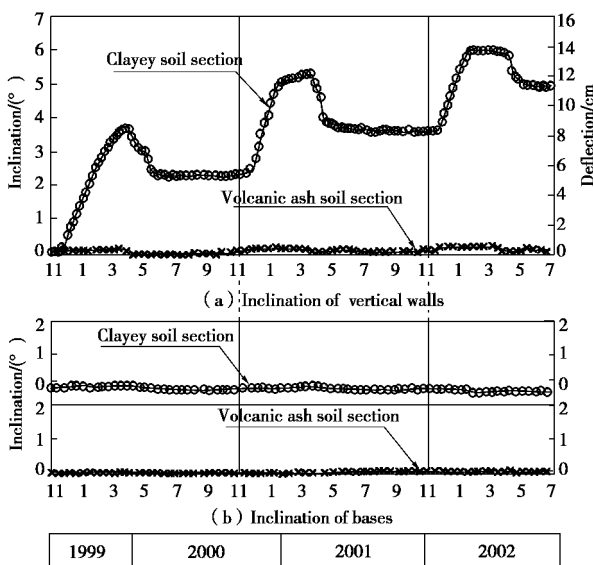 7 16
6 14
5 12
4 10
3 8
2 6
1 4
0 2
0
Inclination/(°)
Deflection/cm
Clayey soil section
Volcanic ash soil section
11 1 3 5 7 9 11 1 3 5 7 9 11 1 3 5 7
(a) Inclination of vertical walls
2 2
1 1
0 0
2 2
1 1
0 0
Inclination/(°)
Clayey soil section
Volcanic ash soil section
11 1 3 5 7 9 11 1 3 5 7 9 11 1 3 5 7
(b) Inclination of bases
1999 2000 2001 2002